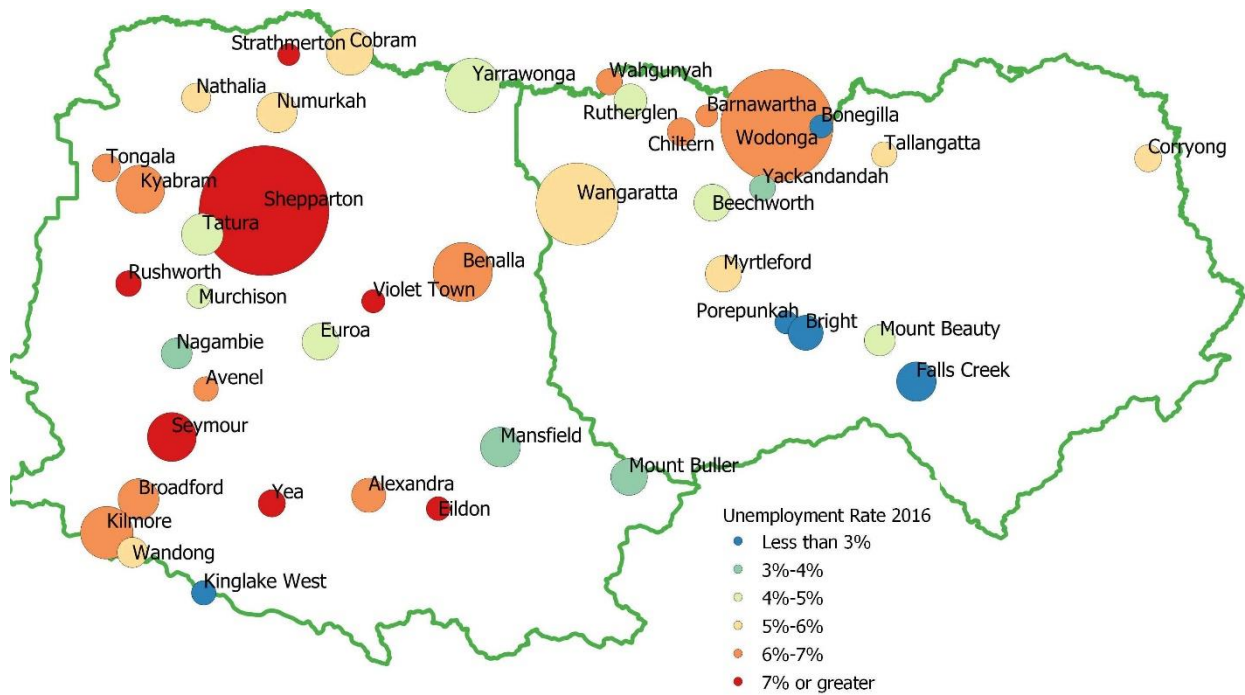 Strathmerton
Cobram
Nathalia
Numurkah
Yarrawonga
Wahgunyah
Rutherglen
Barnawartha
Chiltern
Wodonga
Bonegilla
Tallangatta
Corryong
Tongala
Kyabram
Shepparton
Wangaratta
Yackandandah
Beechworth
Tatura
Benalla
Myrtleford
Rushworth
Murchison
Violet Town
Porepunkah
Bright
Nagambie
Euroa
Mount Beauty
Avenel
Falls Creek
Seymour
Mansfield
Mount Buller
Broadford
Yea
Alexandra
Eildon
Kilmore
Wandong
Kinglake West
Unemployment Rate 2016
Less than 3%
3%-4%
4%-5%
5%-6%
6%-7%
7% or greater